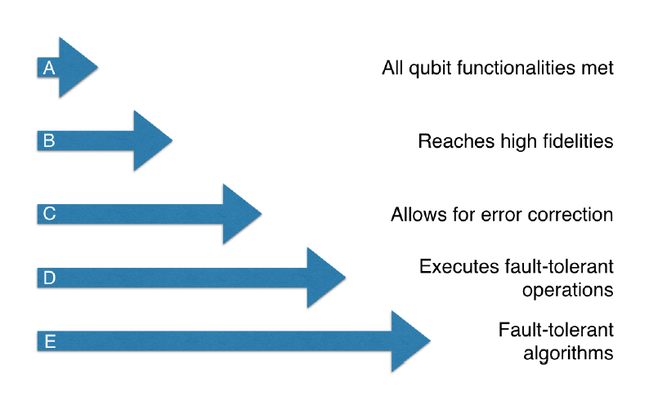 A All qubit functionalities met
B Reaches high fidelities
C Allows for error correction
D Executes fault-tolerant
operations
E Fault-tolerant
algorithms